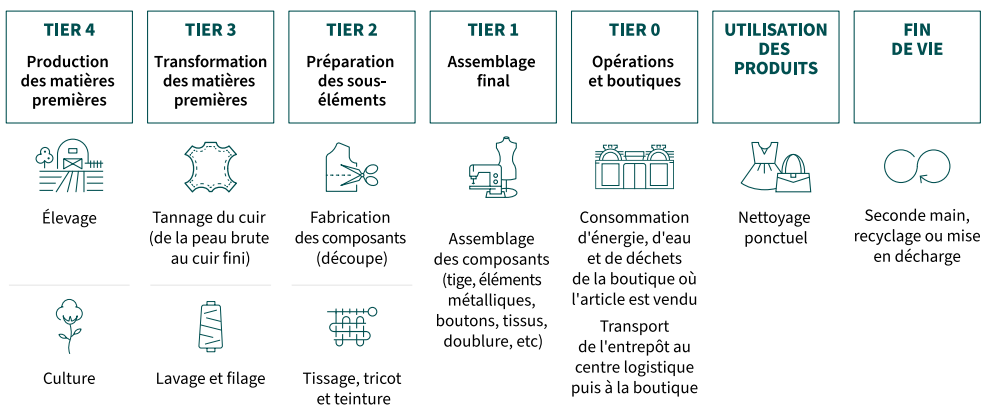 TIER 4
Production
des matières
premières
Élevage
Culture
TIER 3
Transformation
des matières
premières
Tannage du cuir
(de la peau brute
au cuir fini)
Lavage et filage
TIER 2
Préparation
des sous-
éléments
Fabrication
des composants
(découpe)
Tissage, tricot
et teinture
TIER 1
Assemblage
final
Assemblage
des composants
(tige, éléments
métalliques,
boutons, tissus,
doublure, etc)
TIER 0
Opérations
et boutiques
Consommation
d'énergie, d'eau
et de déchets
de la boutique où
l'article est vendu
Transport
de l'entrepôt au
centre logistique
puis à la boutique
UTILISATION
DES
PRODUITS
Nettoyage
ponctuel
FIN
DE VIE
Seconde main,
recyclage ou mise
en décharge